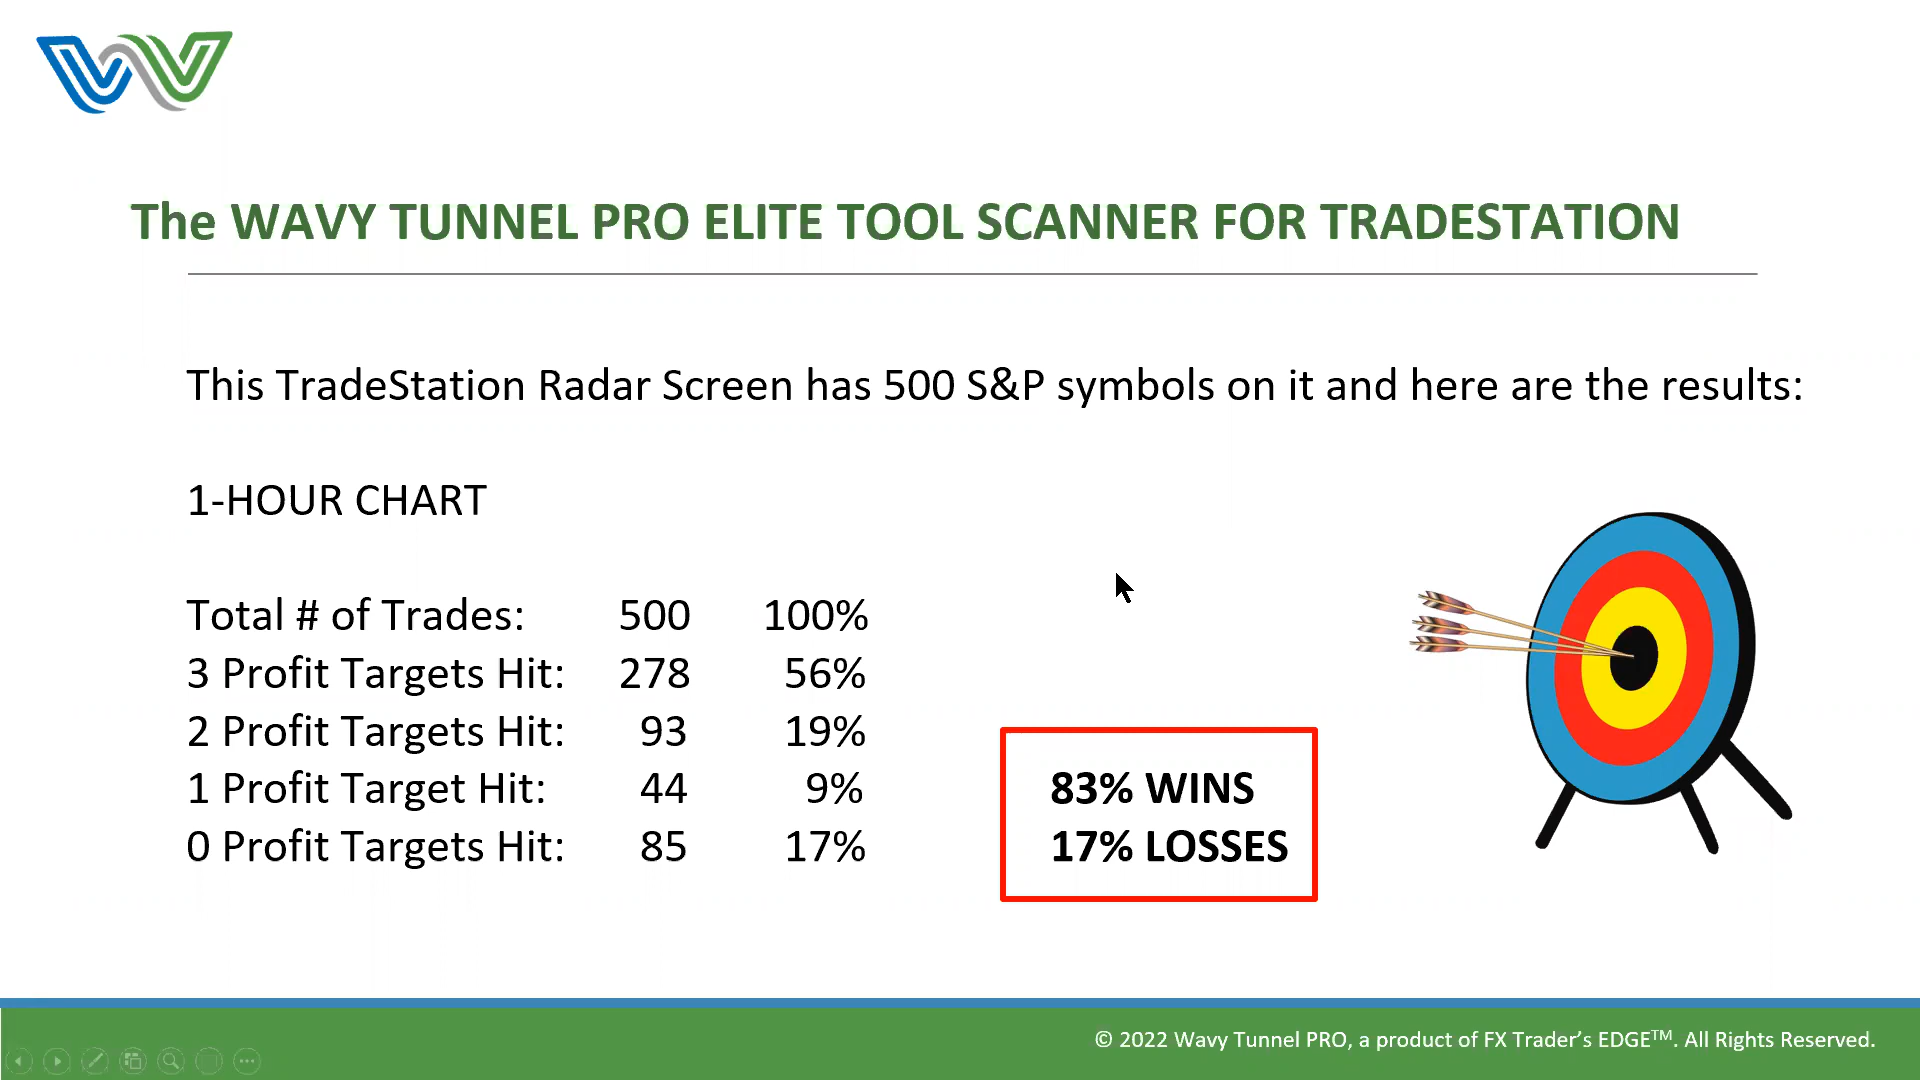 The WAVY TUNNEL PRO ELITE TOOL SCANNER FOR TRADESTATION
This TradeStation Radar Screen has 500 S&P symbols on it and here are the results:
1-HOUR CHART
Total # of Trades: 500 100%
3 Profit Targets Hit: 278 56%
2 Profit Targets Hit: 93 19%
1 Profit Target Hit: 44 9%
0 Profit Targets Hit: 85 17%
83% WINS
17% LOSSES
© 2022 Wavy Tunnel PRO, a product of FX Trader’s EDGE™. All Rights Reserved.